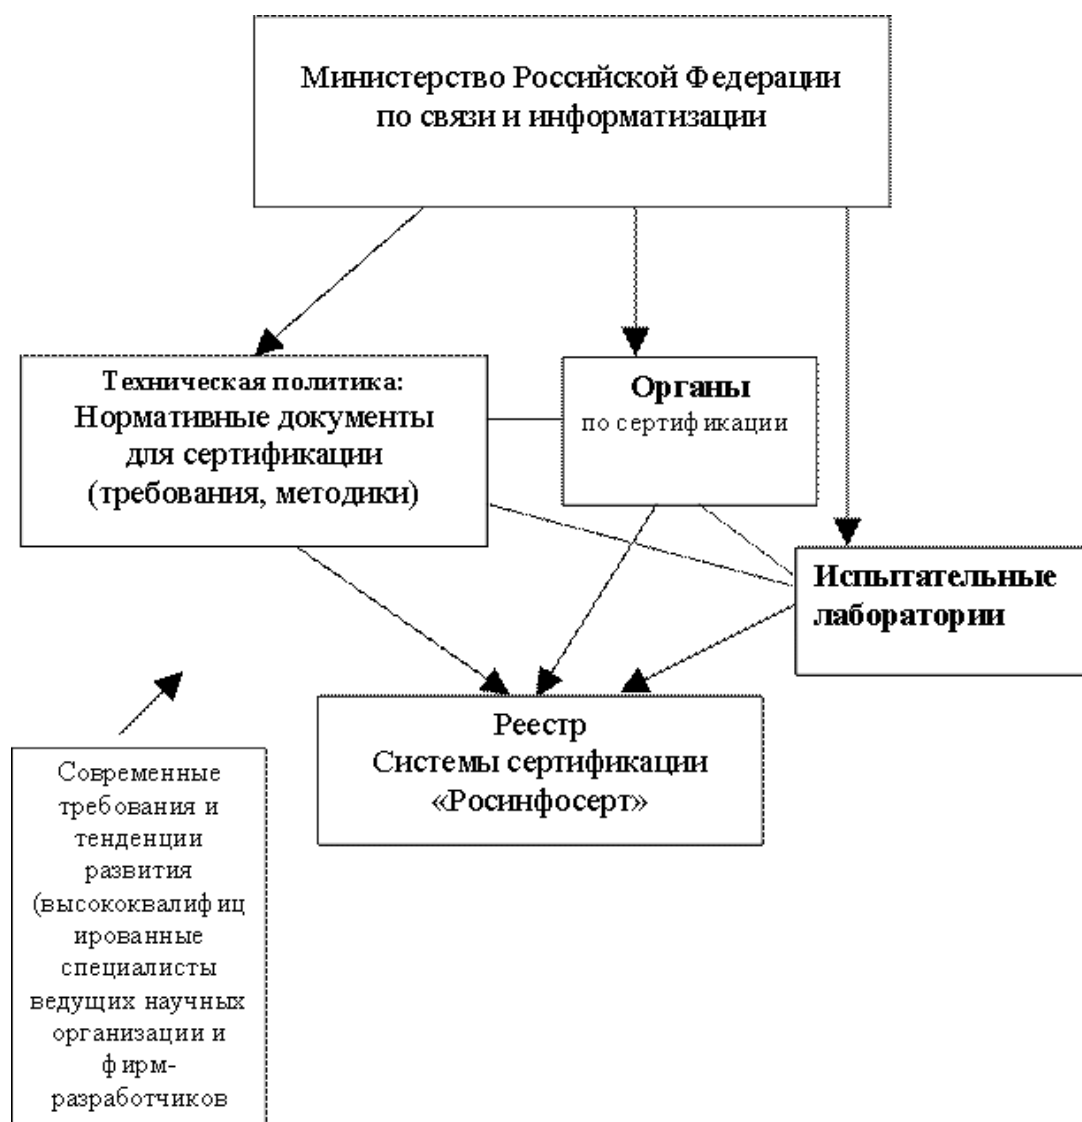 Министерство Российской Федерации
по связи и информатизации
Техническая политика:
Нормативные документы
для сертификации
(требования, методики)
Органы
по сертификации
Испытательные
лаборатории
Реестр
Системы сертификации
«Росинфосерт»
Современные
требования и
тенденции
развития
(высококвалифиц
ированные
специалисты
ведущих научных
организации и
фирм-
разработчиков